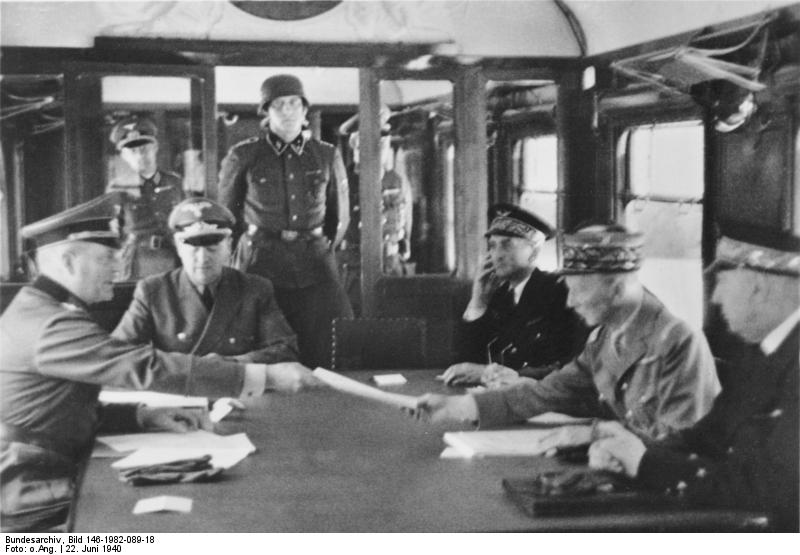 Bundesarchiv, Bild 146-1982-089-18
Foto: o.Ang. | 22. Juni 1940